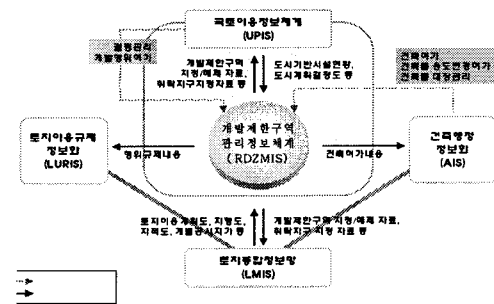 국토이용정보체계
(UPIS)
결정관리
개발행위허가
개발제한구역
지정/해제 자료,
취락지구지정자료 등
도시기반시설현황,
도시계획결정도 등
건축허가
건축물 용도변경허가
건축물 대장관리
토지이용규제
정보화
(LURIS)
행위규제내용
개발제한구역
관리정보체계
(RDZMIS)
건축허가내용
건축행정
정보화
(AIS)
토지이용계획도, 지형도,
지적도, 개별공시지가 등
개발제한구역 지정/해제 자료,
취락지구 지정 자료 등
토지종합정보망
(LMIS)